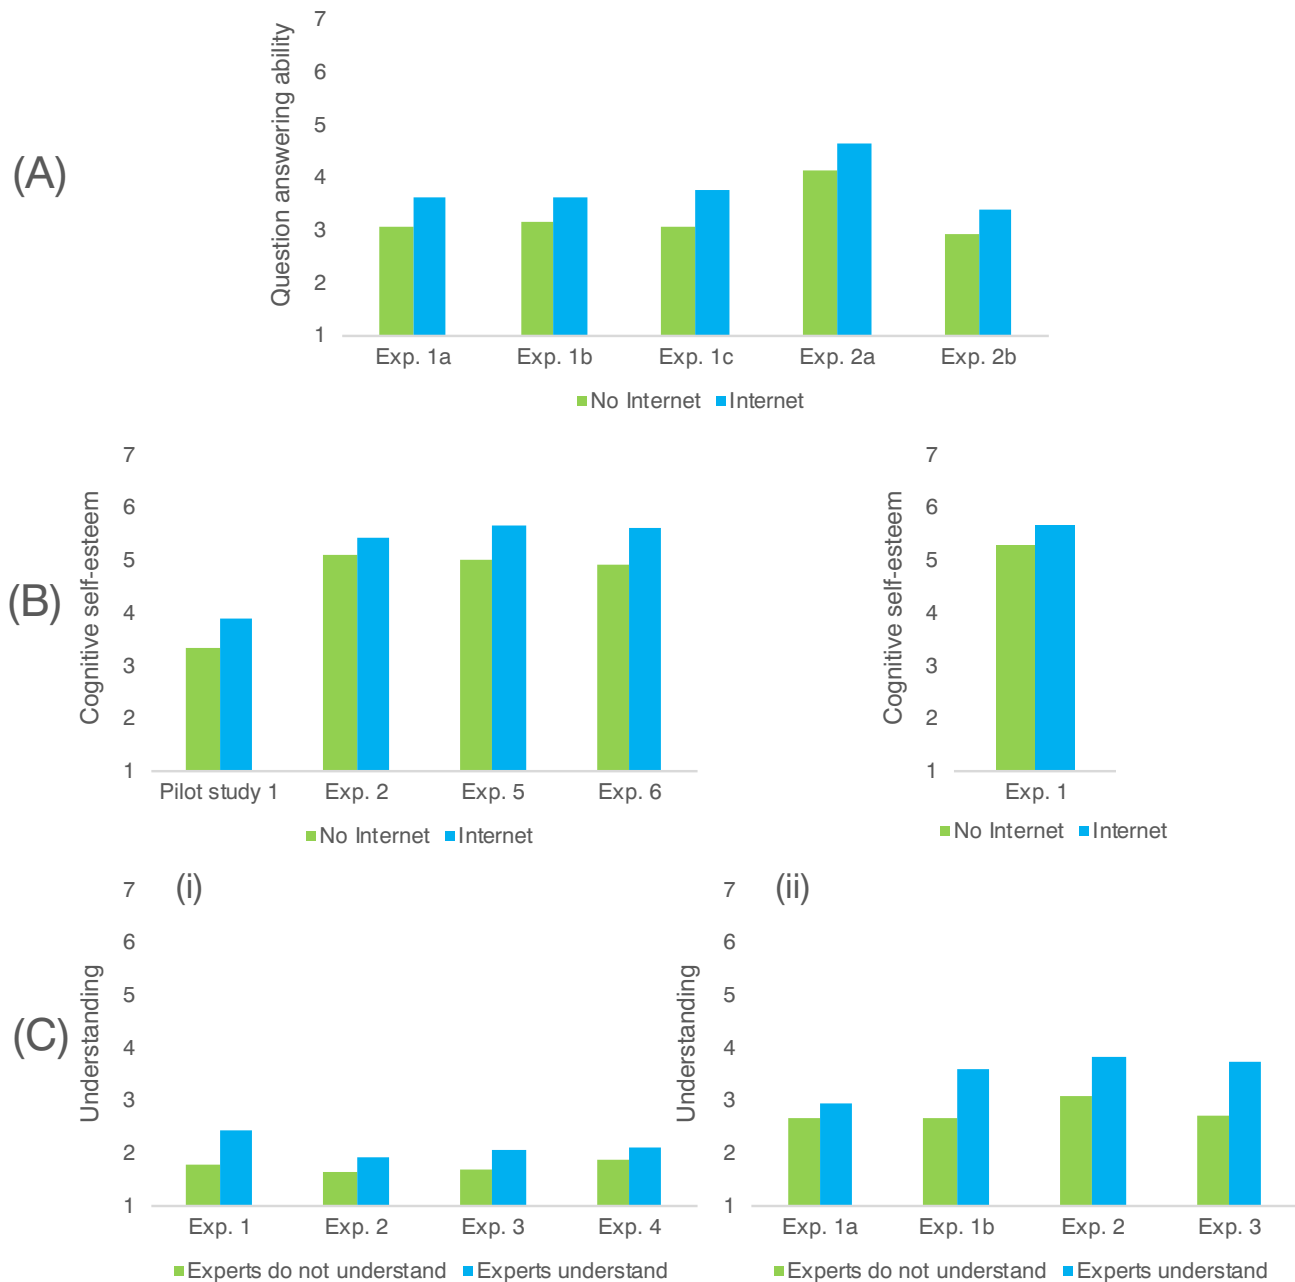 (A)
Question answering ability
7
6
5
4
3
2
1
Exp. 1a Exp. 1b Exp. 1c Exp. 2a Exp. 2b
No Internet Internet
(B)
Cognitive self-esteem
7
6
5
4
3
2
1
Pilot study 1 Exp. 2 Exp. 5 Exp. 6
No Internet Internet
Cognitive self-esteem
7
6
5
4
3
2
1
Exp. 1
No Internet Internet
(C)
(i)
Understanding
7
6
5
4
3
2
1
Exp. 1 Exp. 2 Exp. 3 Exp. 4
Experts do not understand Experts understand
(ii)
Understanding
7
6
5
4
3
2
1
Exp. 1a Exp. 1b Exp. 2 Exp. 3
Experts do not understand Experts understand